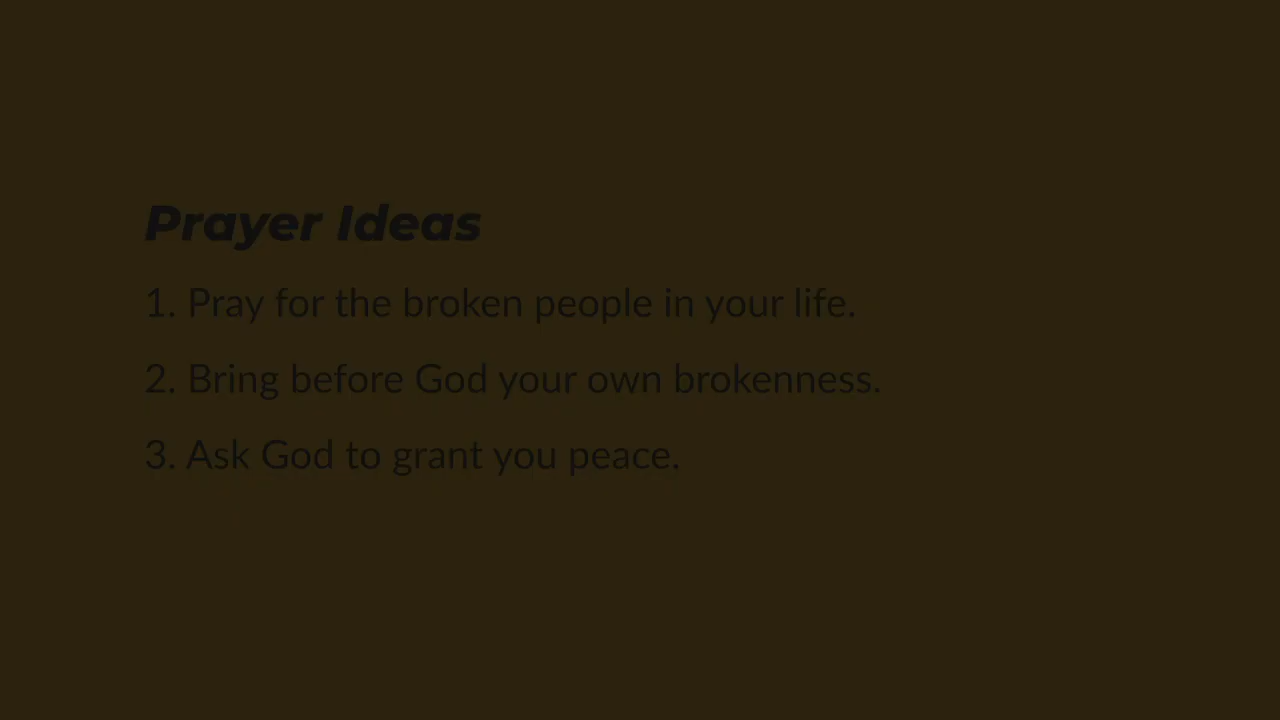 Prayer Ideas
1. Pray for the broken people in your life.
2. Bring before God your own brokenness.
3. Ask God to grant you peace.